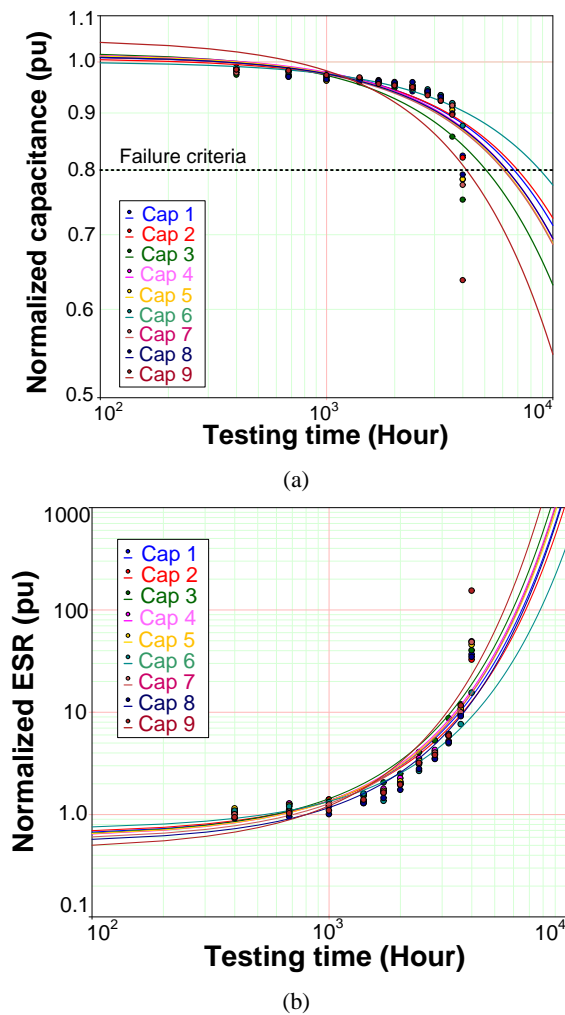 1.1
1.0
0.9
0.8
0.7
0.6
0.5
Normalized capacitance (pu)
Failure criteria
Cap 1
Cap 2
Cap 3
Cap 4
Cap 5
Cap 6
Cap 7
Cap 8
Cap 9
10²
10³
10⁴
Testing time (Hour)
(a)
1000
100
10
1.0
0.1
Normalized ESR (pu)
Cap 1
Cap 2
Cap 3
Cap 4
Cap 5
Cap 6
Cap 7
Cap 8
Cap 9
10²
10³
10⁴
Testing time (Hour)
(b)